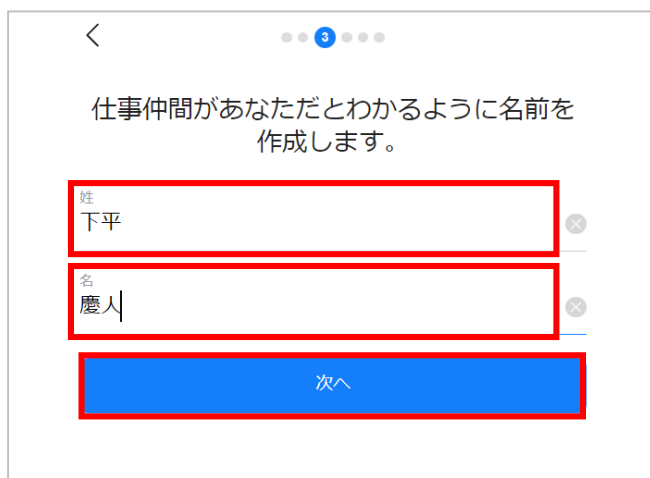 3
仕事仲間があなただとわかるように名前を
作成します。
姓
下平
名
慶人
次へ